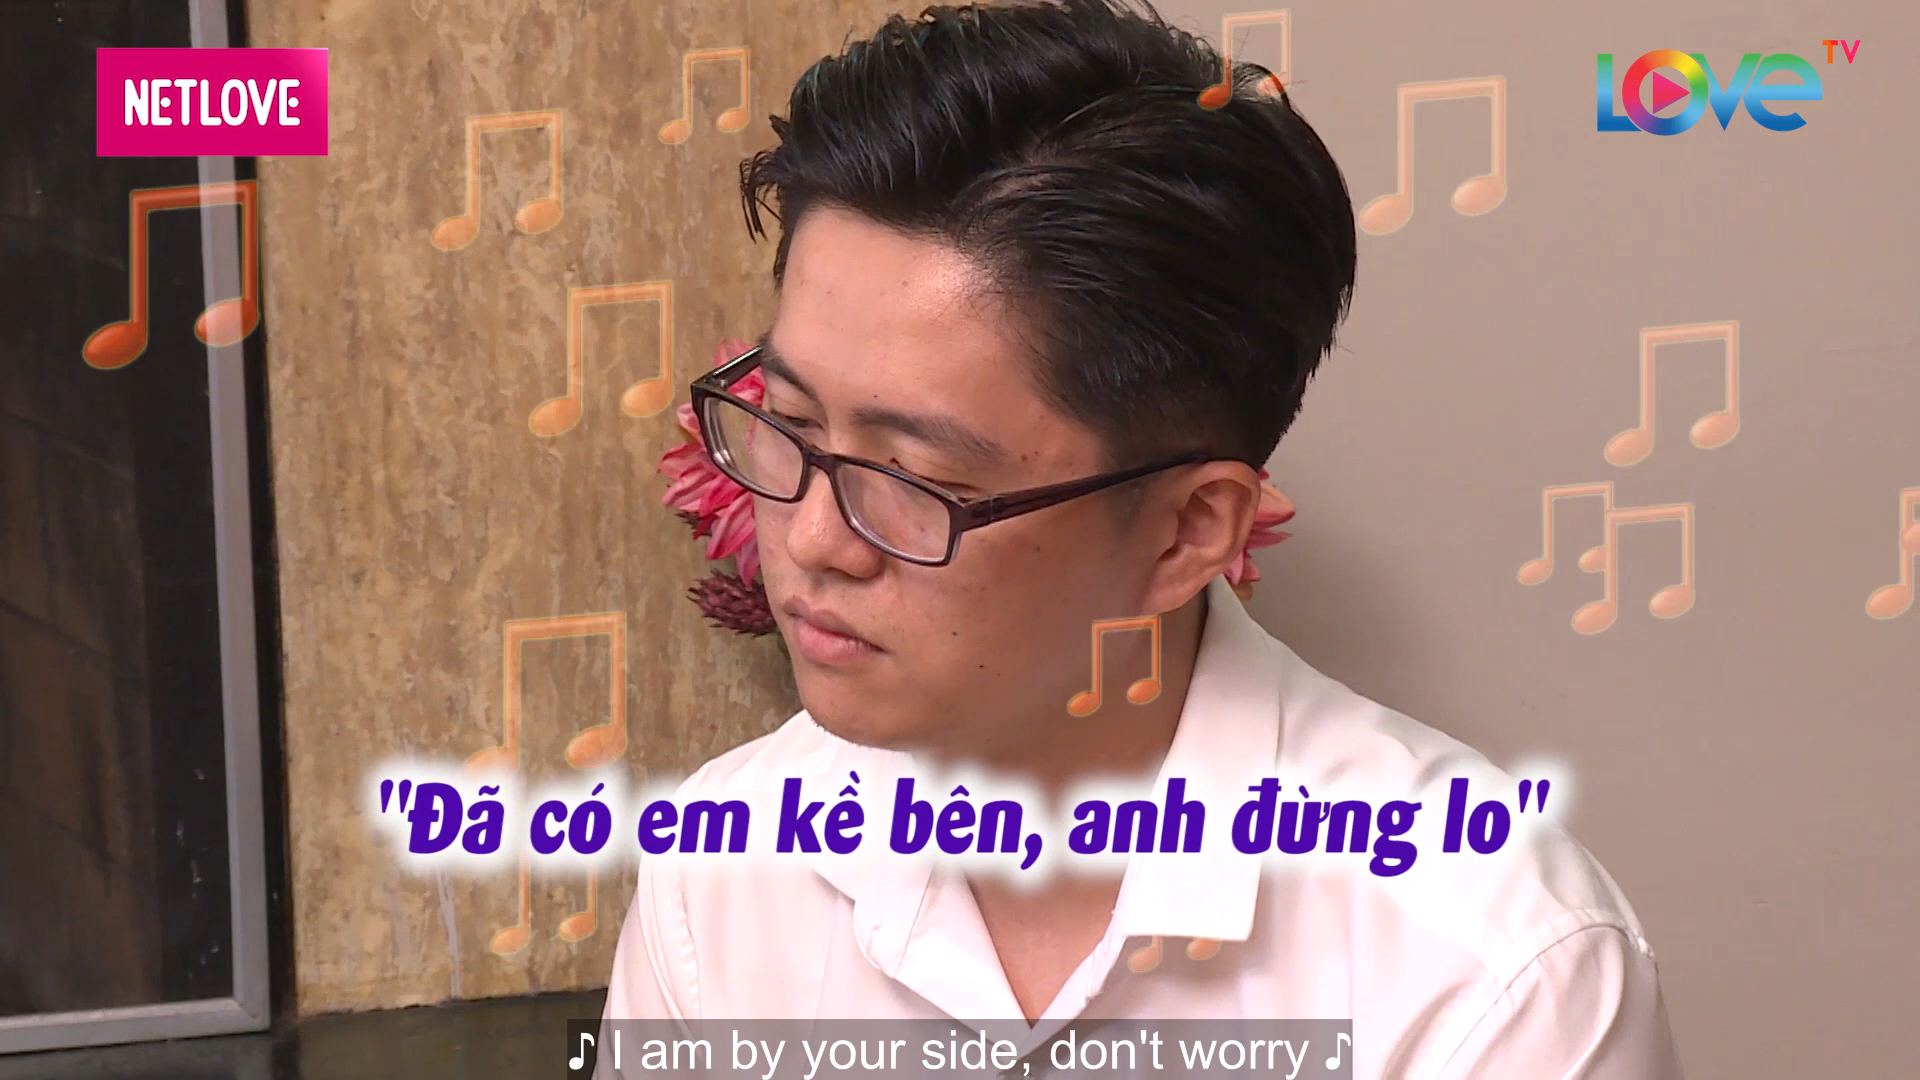 NETLOVE
LOVE TV
"Đã có em kề bên, anh đừng lo"
♪ I am by your side, don't worry ♪